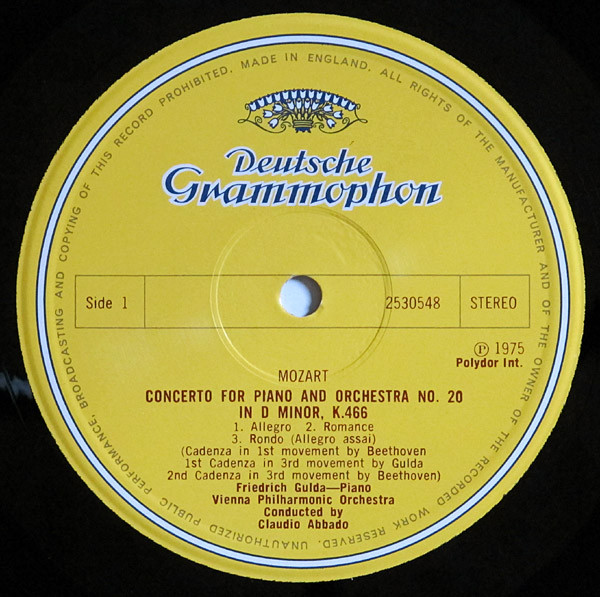 UNAUTHORIZED PUBLIC PERFORMANCE, BROADCASTING AND COPYING OF THIS RECORD PROHIBITED. MADE IN ENGLAND. ALL RIGHTS OF THE MANUFACTURER AND OF THE OWNER OF THE RECORDED WORK RESERVED.
Deutsche
Grammophon
Side 1 2530548 STEREO
Ⓟ 1975
Polydor Int.
MOZART
CONCERTO FOR PIANO AND ORCHESTRA NO. 20
IN D MINOR, K.466
1. Allegro 2. Romance
3. Rondo (Allegro assai)
(Cadenza in 1st movement by Beethoven
1st Cadenza in 3rd movement by Gulda
2nd Cadenza in 3rd movement by Beethoven)
Friedrich Gulda—Piano
Vienna Philharmonic Orchestra
Conducted by
Claudio Abbado